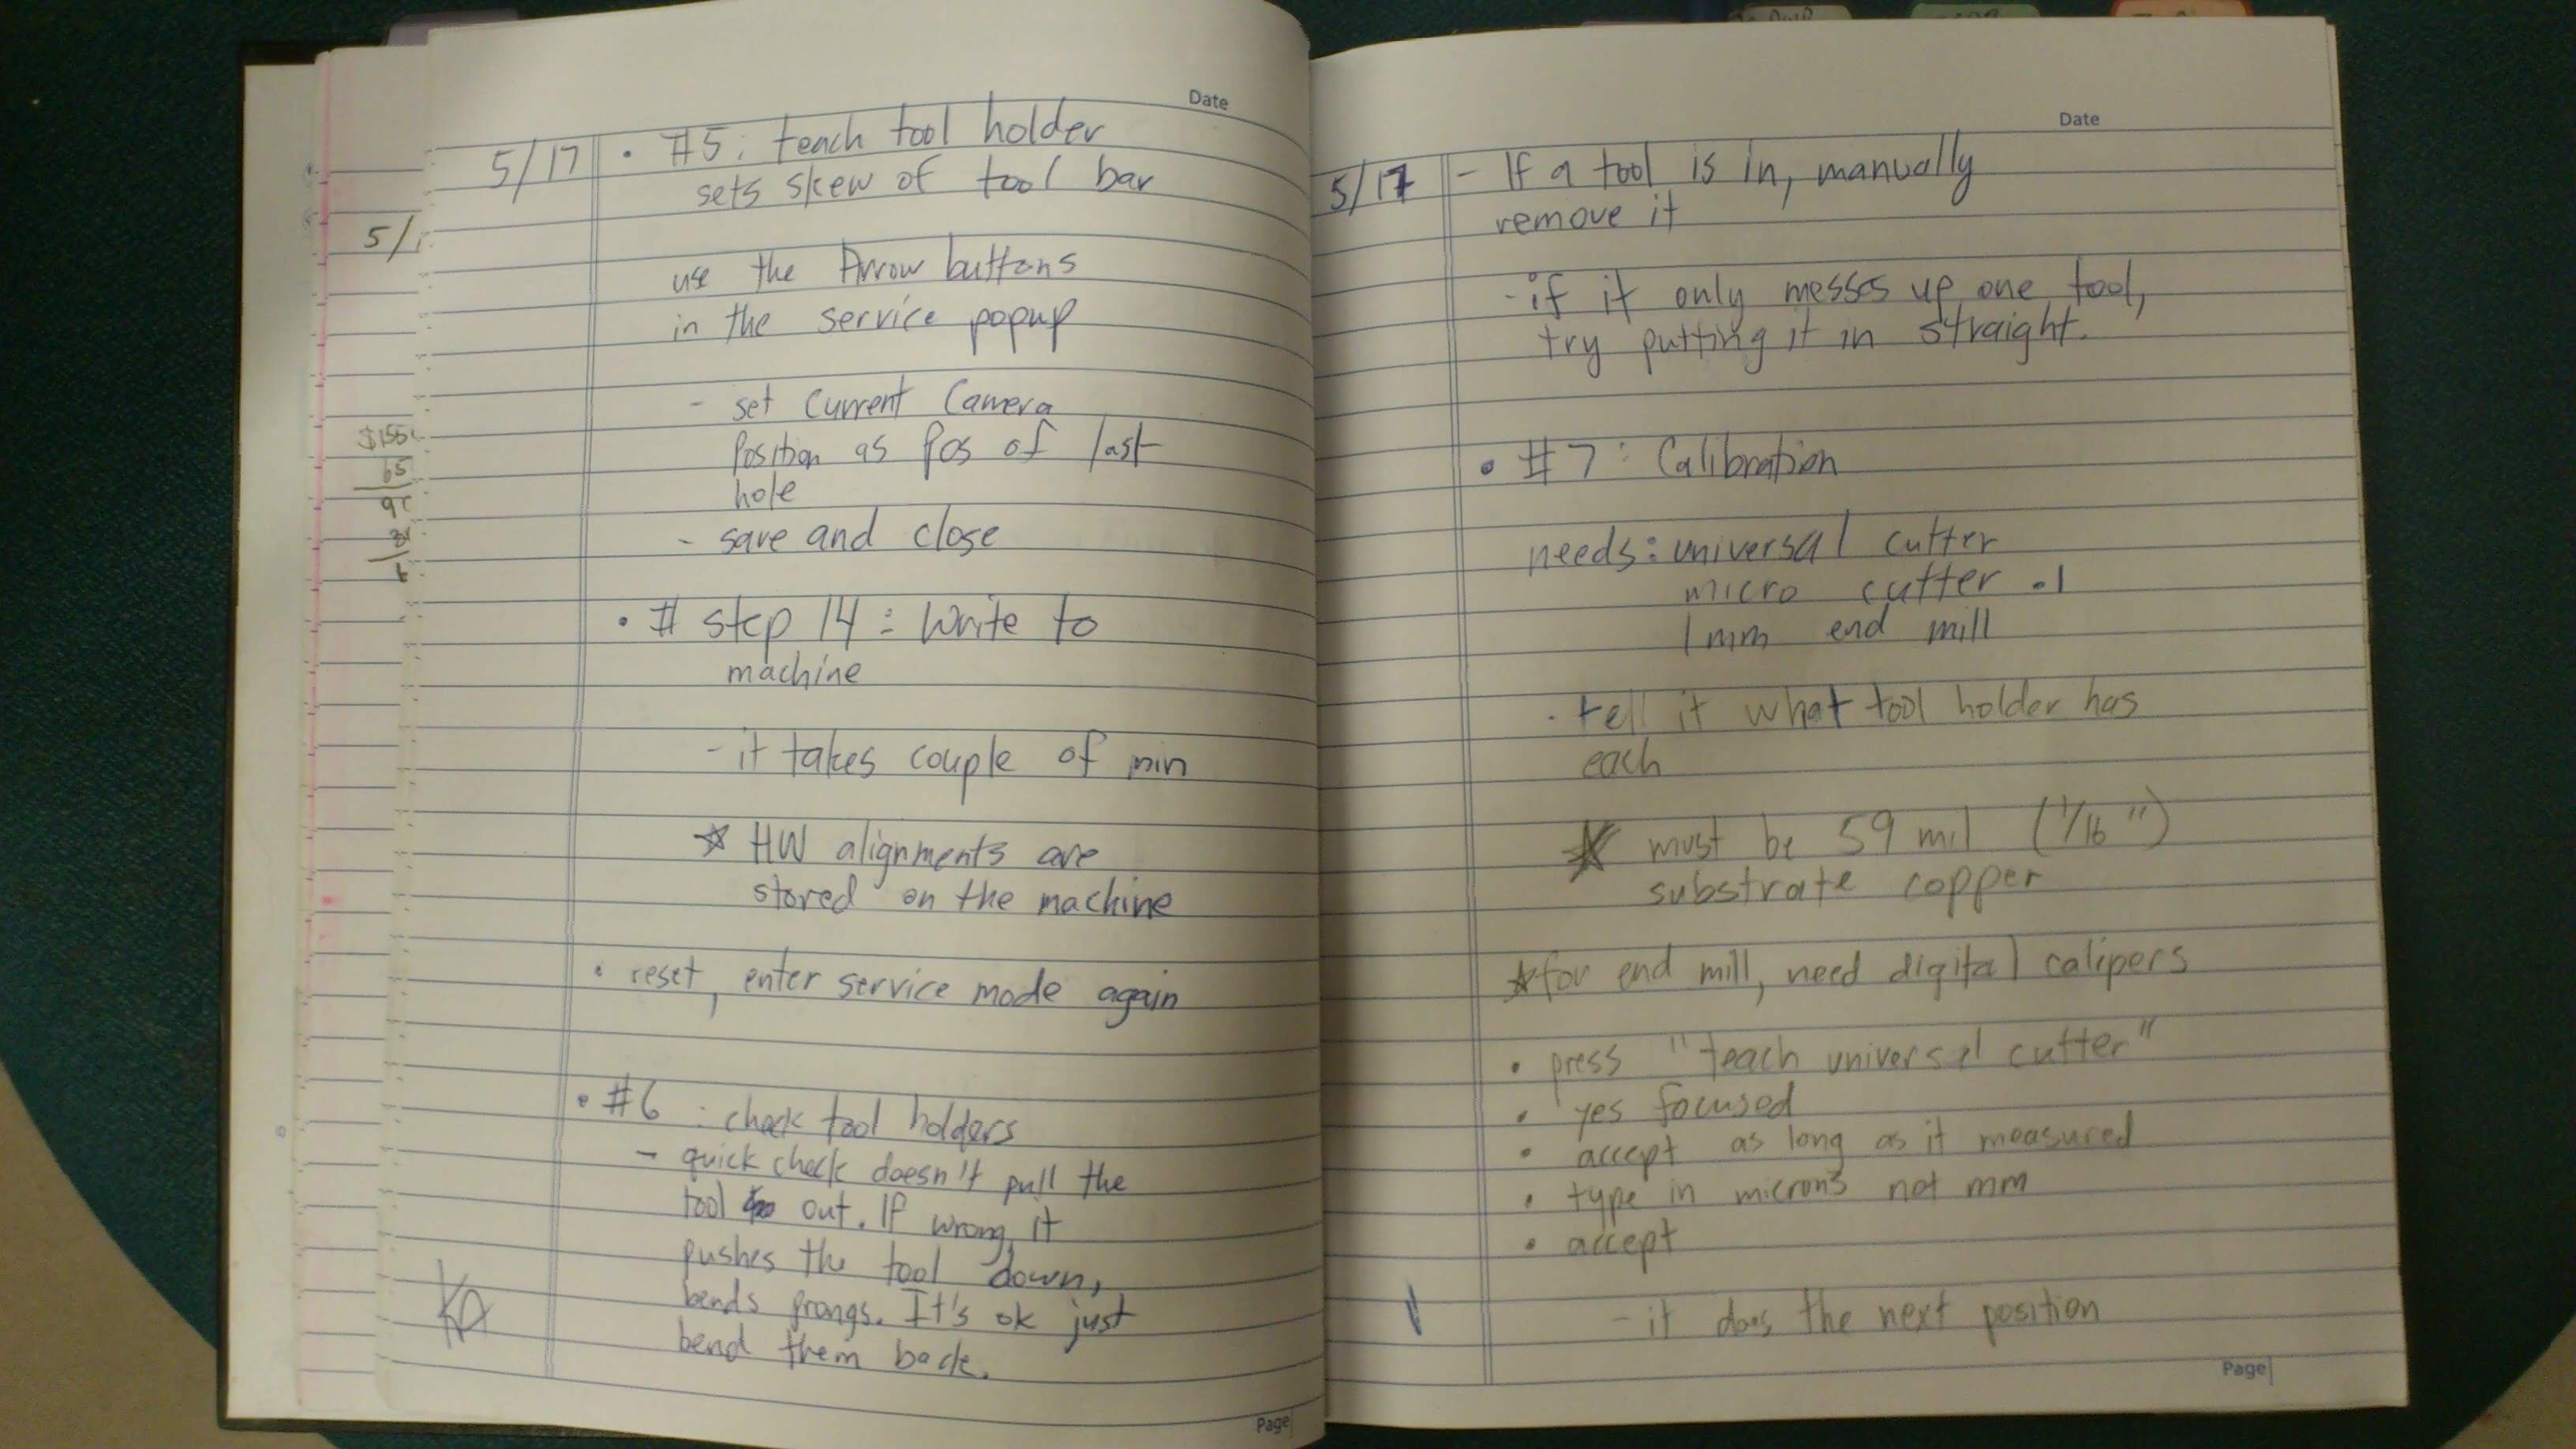 Date
5/17 • #5: teach tool holder
sets skew of tool bar
use the Arrow buttons
in the service popup
- set current Camera
Position as Pos of last
hole
- save and close
• # step 14: Write to
machine
- it takes couple of min
☆ HW alignments are
stored on the machine
• reset, enter service mode again
• #6 : check tool holders
- quick check doesn't pull the
tool out. If wrong, it
pushes the tool down,
bends prongs. It's ok just
bend them back.
Page
5/
$155
65
Date
5/17 - If a tool is in, manually
remove it
- if it only messes up one tool,
try putting it in straight.
• #7: Calibration
needs: universal cutter
micro cutter .1
1mm end mill
- tell it what tool holder has
each
☆ must be 59 mil (1/16")
substrate copper
☆ for end mill, need digital calipers
• press "teach universal cutter"
• yes focused
• accept as long as it measured
• type in microns not mm
• accept
- it does the next position
Page